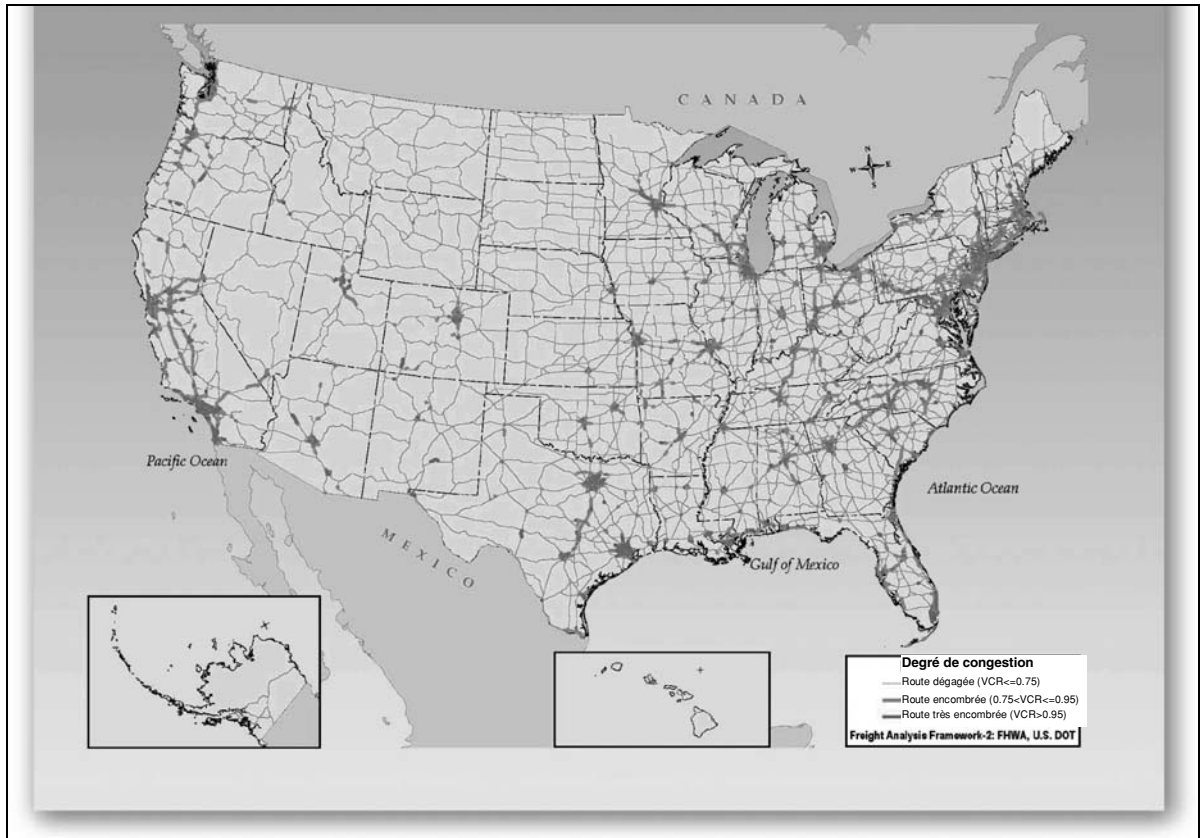 CANADA
N
W E
S
Pacific Ocean
Atlantic Ocean
MEXICO
Gulf of Mexico
Degré de congestion
Route dégagée (VCR<=0.75)
Route encombrée (0.75<VCR<=0.95)
Route très encombrée (VCR>0.95)
Freight Analysis Framework-2: FHWA, U.S. DOT